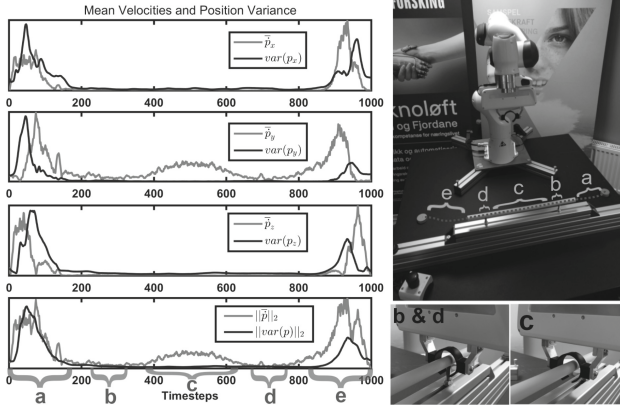 Mean Velocities and Position Variance
p̅̇x
var(px)
0 200 400 600 800 1000
p̅̇y
var(py)
0 200 400 600 800 1000
p̅̇z
var(pz)
0 200 400 600 800 1000
||p̅̇||2
||var(p)||2
0 200 400 600 800 1000
Timesteps
a b c d e
FORSKING
KRAFT
knoløft
og Fjordane
e d c b a
b & d
c